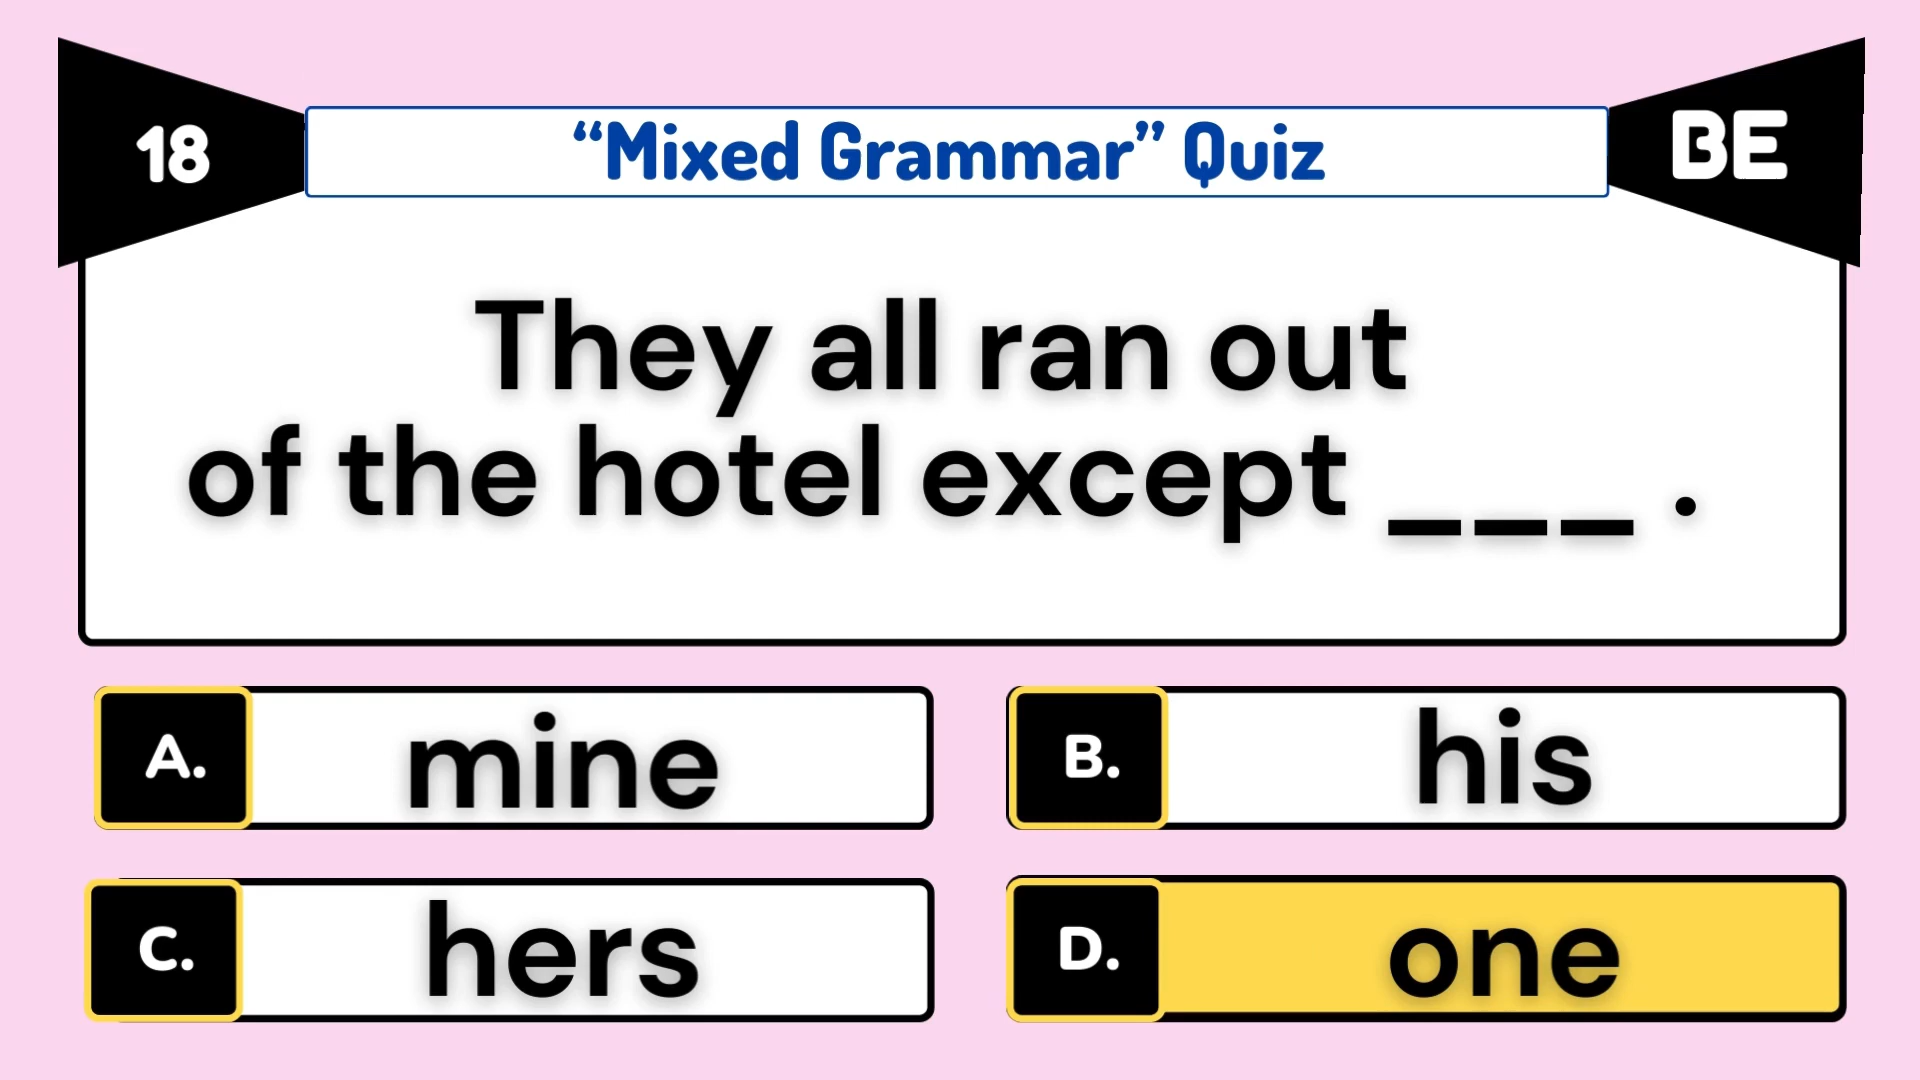 18
“Mixed Grammar” Quiz
BE
They all ran out
of the hotel except ___ .
A. mine
B. his
C. hers
D. one